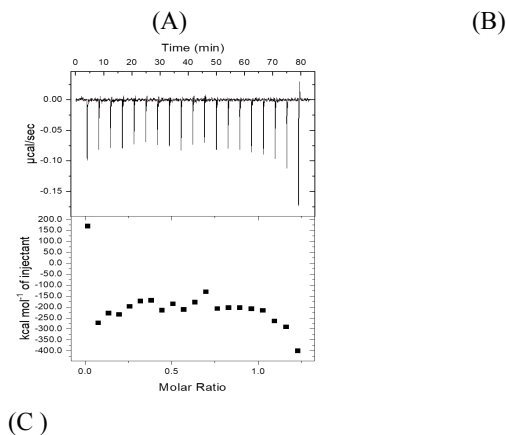 (A) (B)
Time (min)
0 10 20 30 40 50 60 70 80
0.00
-0.05
-0.10
-0.15
µcal/sec
200.0
150.0
100.0
50.0
0.0
-50.0
-100.0
-150.0
-200.0
-250.0
-300.0
-350.0
-400.0
kcal mol⁻¹ of injectant
0.0 0.5 1.0
Molar Ratio
(C )